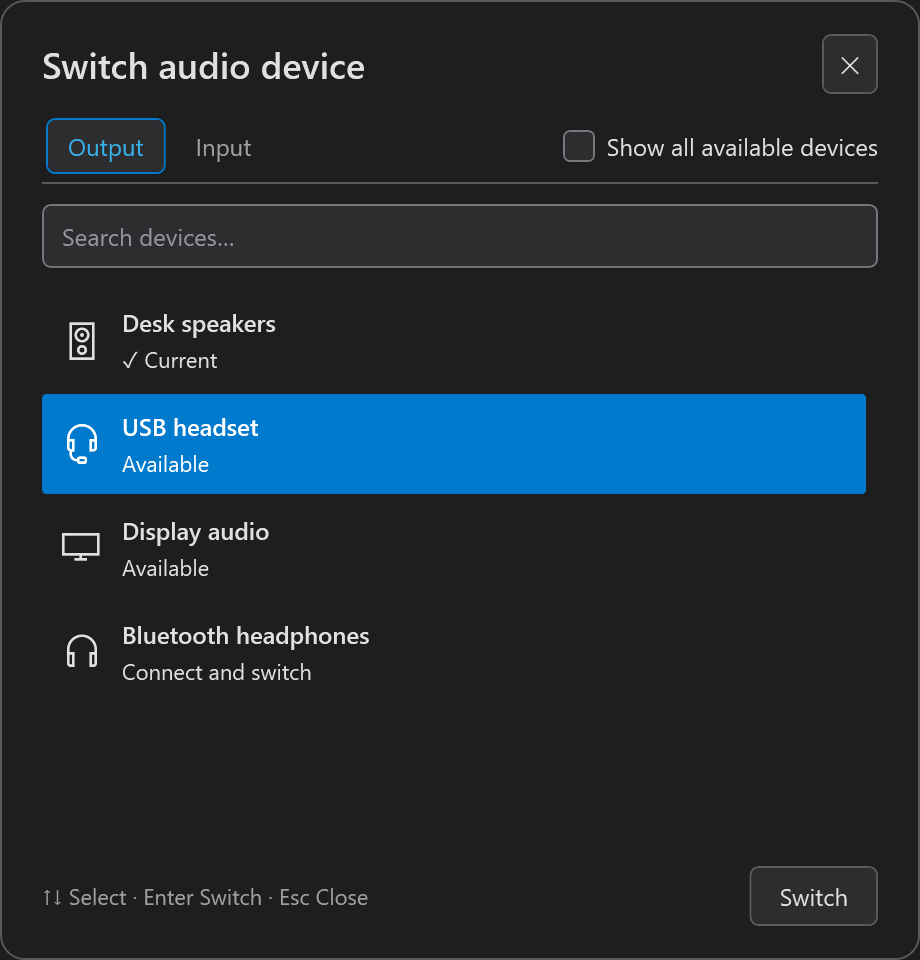 Switch audio device
Output
Input
Show all available devices
Search devices...
Desk speakers
✓ Current
USB headset
Available
Display audio
Available
Bluetooth headphones
Connect and switch
↑↓ Select · Enter Switch · Esc Close
Switch